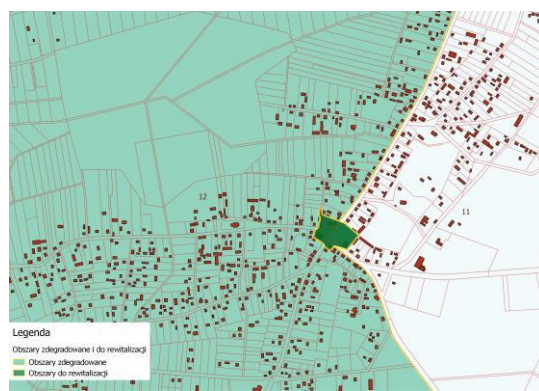 12
11
Legenda
Obszary zdegradowane i do rewitalizacji
Obszary zdegradowane
Obszary do rewitalizacji